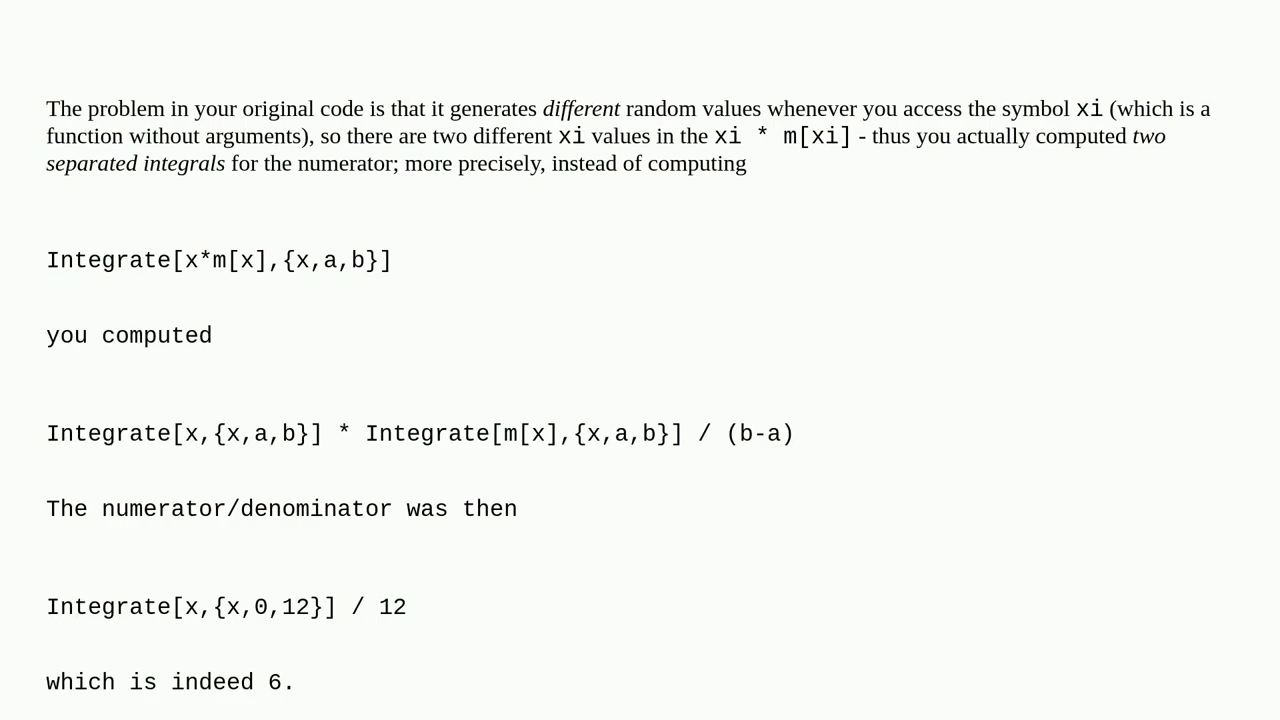 The problem in your original code is that it generates different random values whenever you access the symbol xi (which is a
function without arguments), so there are two different xi values in the xi * m[xi] - thus you actually computed two
separated integrals for the numerator; more precisely, instead of computing
Integrate[x*m[x],{x,a,b}]
you computed
Integrate[x,{x,a,b}] * Integrate[m[x],{x,a,b}] / (b-a)
The numerator/denominator was then
Integrate[x,{x,0,12}] / 12
which is indeed 6.